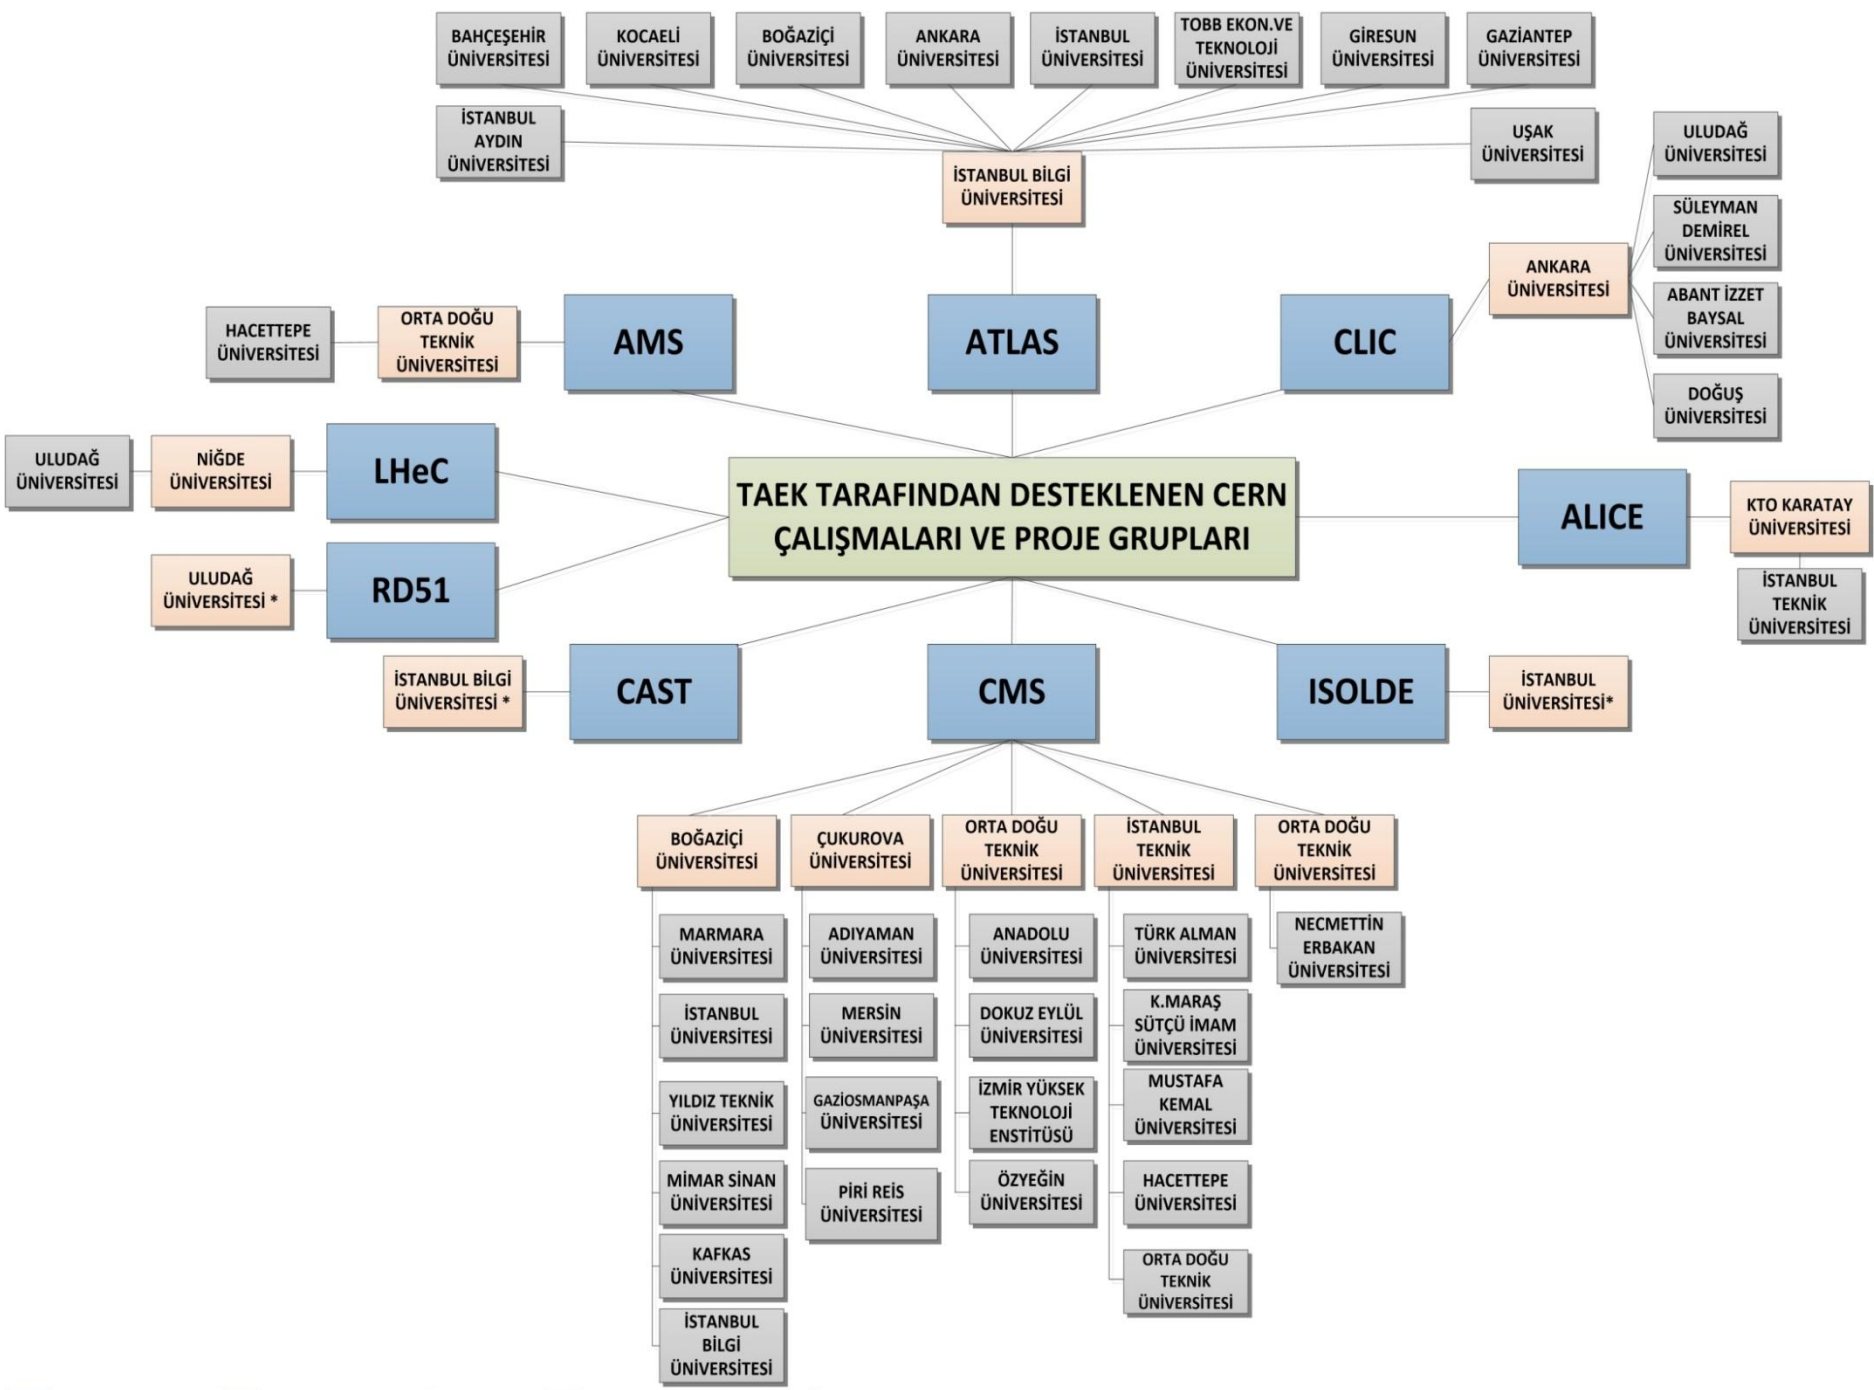 BAHÇEŞEHİR
ÜNİVERSİTESİ
KOCAELİ
ÜNİVERSİTESİ
BOĞAZİÇİ
ÜNİVERSİTESİ
ANKARA
ÜNİVERSİTESİ
İSTANBUL
ÜNİVERSİTESİ
TOBB EKON.VE
TEKNOLOJİ
ÜNİVERSİTESİ
GİRESUN
ÜNİVERSİTESİ
GAZİANTEP
ÜNİVERSİTESİ
İSTANBUL
AYDIN
ÜNİVERSİTESİ
UŞAK
ÜNİVERSİTESİ
İSTANBUL BİLGİ
ÜNİVERSİTESİ
ULUDAĞ
ÜNİVERSİTESİ
SÜLEYMAN
DEMİREL
ÜNİVERSİTESİ
ANKARA
ÜNİVERSİTESİ
ABANT İZZET
BAYSAL
ÜNİVERSİTESİ
DOĞUŞ
ÜNİVERSİTESİ
HACETTEPE
ÜNİVERSİTESİ
ORTA DOĞU
TEKNİK
ÜNİVERSİTESİ
AMS
ATLAS
CLIC
ULUDAĞ
ÜNİVERSİTESİ
NİĞDE
ÜNİVERSİTESİ
LHeC
TAEK TARAFINDAN DESTEKLENEN CERN
ÇALIŞMALARI VE PROJE GRUPLARI
ALICE
KTO KARATAY
ÜNİVERSİTESİ
İSTANBUL
TEKNİK
ÜNİVERSİTESİ
ULUDAĞ
ÜNİVERSİTESİ *
RD51
İSTANBUL BİLGİ
ÜNİVERSİTESİ *
CAST
CMS
ISOLDE
İSTANBUL
ÜNİVERSİTESİ*
BOĞAZİÇİ
ÜNİVERSİTESİ
ÇUKUROVA
ÜNİVERSİTESİ
ORTA DOĞU
TEKNİK
ÜNİVERSİTESİ
İSTANBUL
TEKNİK
ÜNİVERSİTESİ
ORTA DOĞU
TEKNİK
ÜNİVERSİTESİ
MARMARA
ÜNİVERSİTESİ
İSTANBUL
ÜNİVERSİTESİ
YILDIZ TEKNİK
ÜNİVERSİTESİ
MİMAR SİNAN
ÜNİVERSİTESİ
KAFKAS
ÜNİVERSİTESİ
İSTANBUL
BİLGİ
ÜNİVERSİTESİ
ADIYAMAN
ÜNİVERSİTESİ
MERSİN
ÜNİVERSİTESİ
GAZİOSMANPAŞA
ÜNİVERSİTESİ
PİRİ REİS
ÜNİVERSİTESİ
ANADOLU
ÜNİVERSİTESİ
DOKUZ EYLÜL
ÜNİVERSİTESİ
İZMİR YÜKSEK
TEKNOLOJİ
ENSTİTÜSÜ
ÖZYEĞİN
ÜNİVERSİTESİ
TÜRK ALMAN
ÜNİVERSİTESİ
K.MARAŞ
SÜTÇÜ İMAM
ÜNİVERSİTESİ
MUSTAFA
KEMAL
ÜNİVERSİTESİ
HACETTEPE
ÜNİVERSİTESİ
ORTA DOĞU
TEKNİK
ÜNİVERSİTESİ
NECMETTİN
ERBAKAN
ÜNİVERSİTESİ